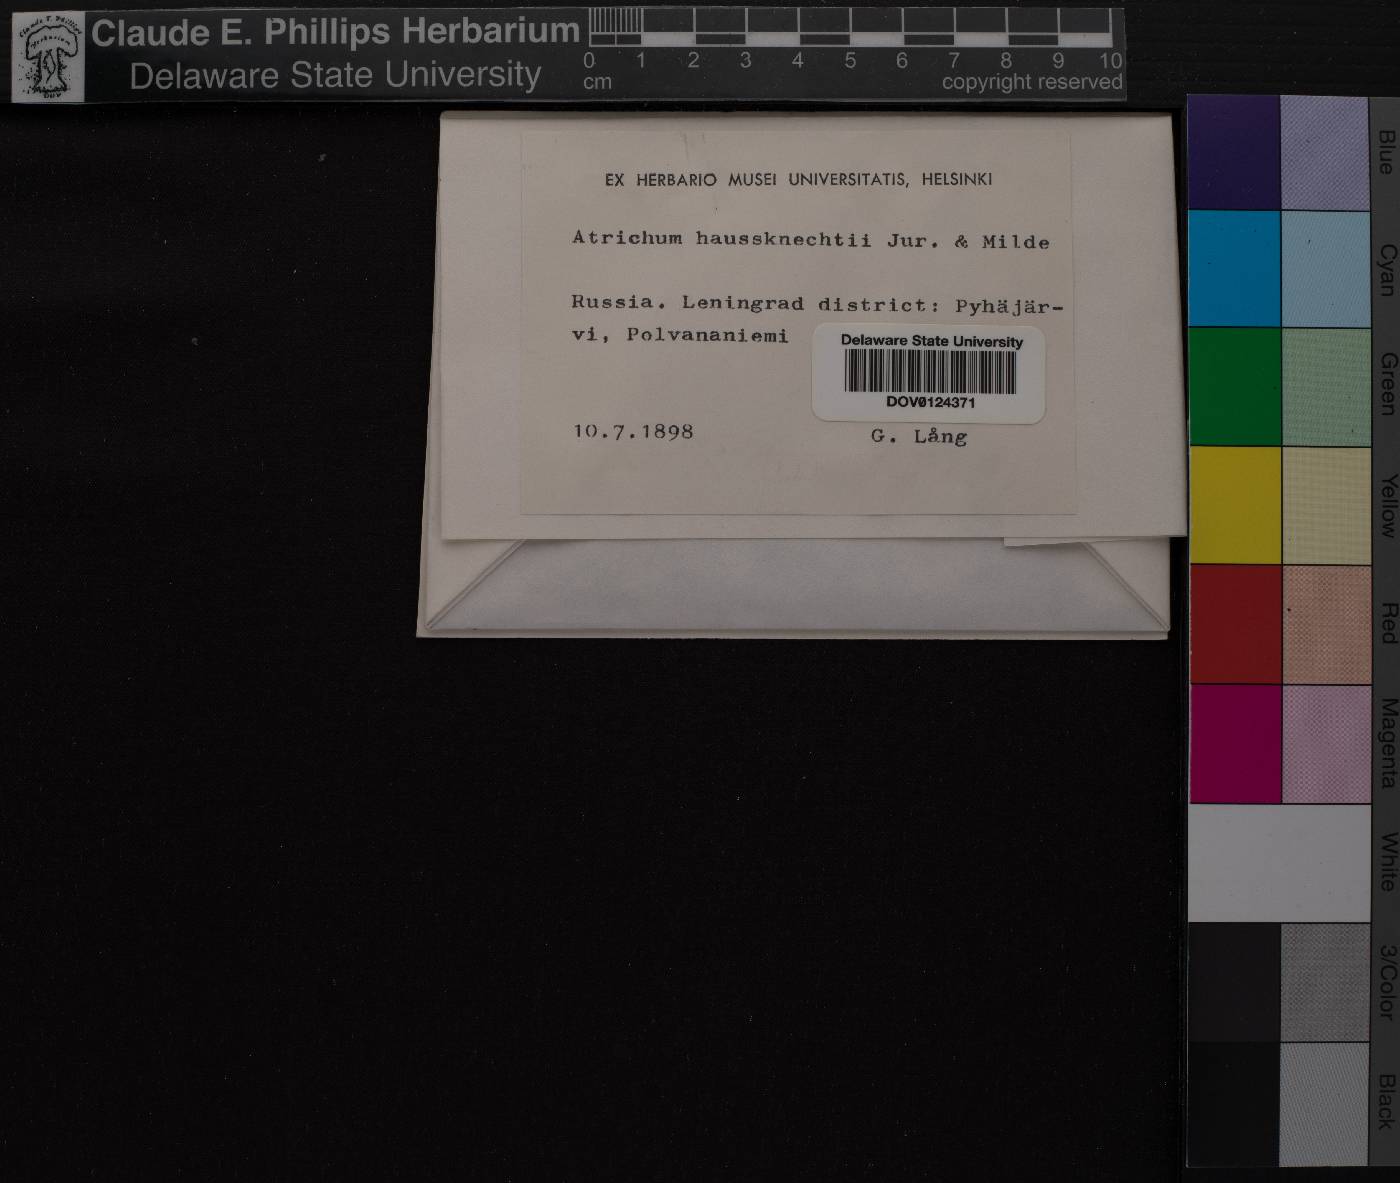 Claude E. Phillips Herbarium
Delaware State University
0 1 2 3 4 5 6 7 8 9 10
cm
copyright reserved
EX HERBARIO MUSEI UNIVERSITATIS, HELSINKI
Atrichum haussknechtii Jur. & Milde
Russia. Leningrad district: Pyhäjär-
vi, Polvananiemi
Delaware State University
DOV0124371
10.7.1898
G. Lång
Blue
Cyan
Green
Yellow
Red
Magenta
White
3/Color
Black